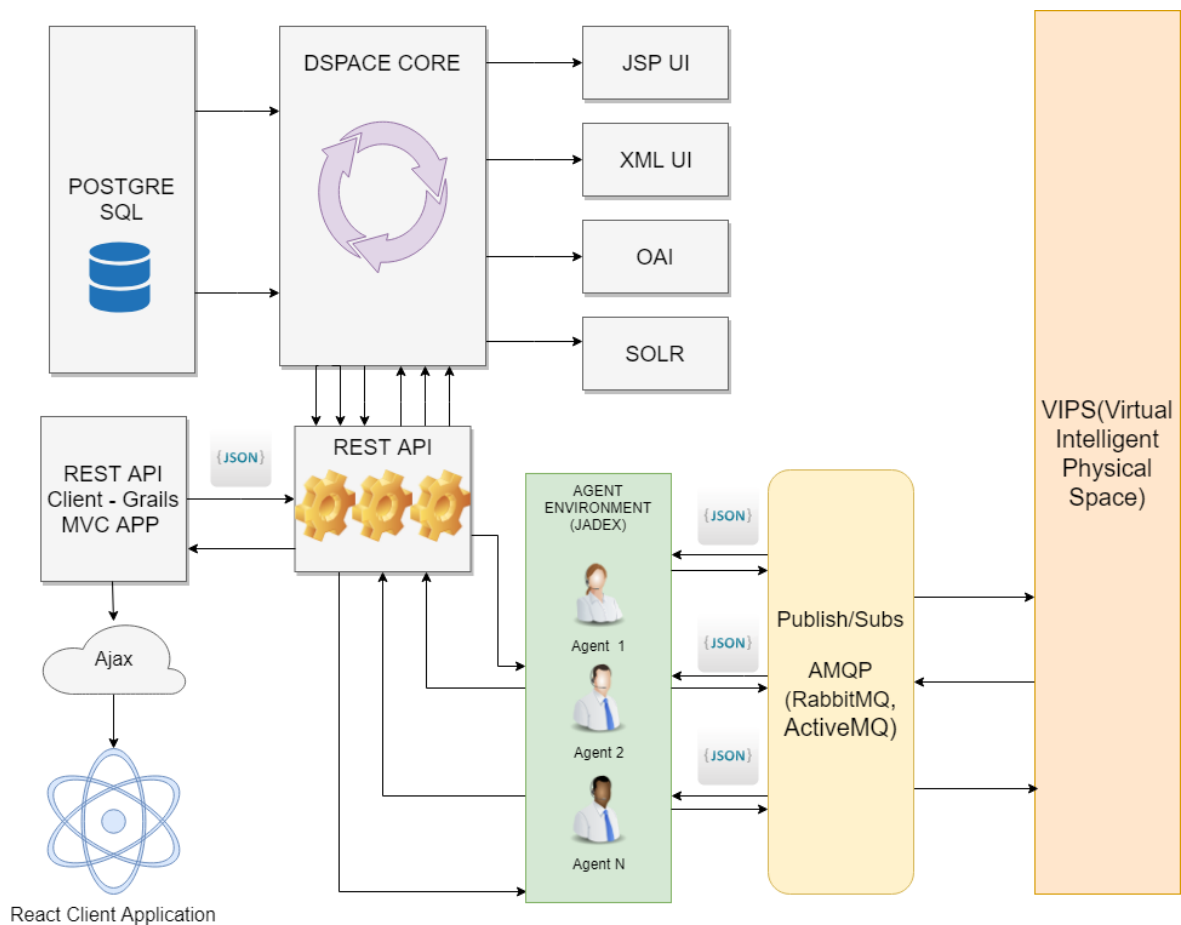 DSPACE CORE
JSP UI
XML UI
OAI
SOLR
POSTGRE
SQL
VIPS(Virtual
Intelligent
Physical
Space)
REST API
Client - Grails
MVC APP
{JSON}
REST API
AGENT
ENVIRONMENT
(JADEX)
Agent 1
Agent 2
Agent N
{JSON}
{JSON}
{JSON}
Publish/Subs
AMQP
(RabbitMQ,
ActiveMQ)
Ajax
React Client Application